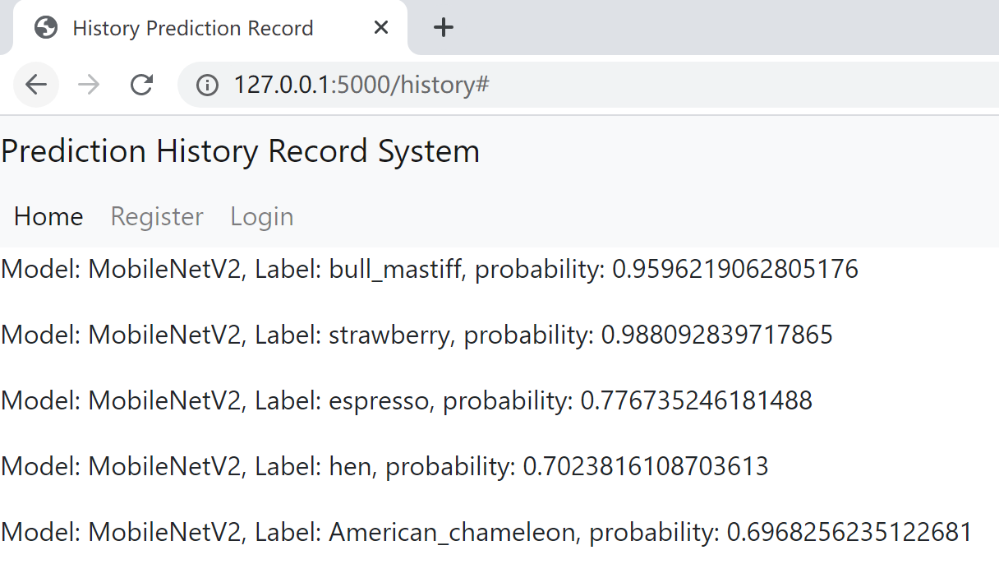 History Prediction Record
127.0.0.1:5000/history#
Prediction History Record System
Home Register Login
Model: MobileNetV2, Label: bull_mastiff, probability: 0.9596219062805176
Model: MobileNetV2, Label: strawberry, probability: 0.988092839717865
Model: MobileNetV2, Label: espresso, probability: 0.776735246181488
Model: MobileNetV2, Label: hen, probability: 0.7023816108703613
Model: MobileNetV2, Label: American_chameleon, probability: 0.6968256235122681